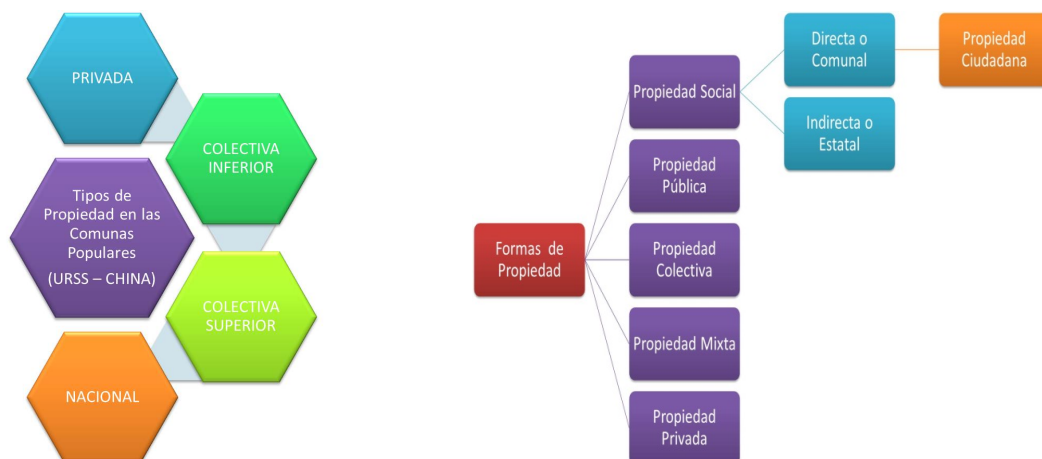 PRIVADA
COLECTIVA
INFERIOR
Tipos de
Propiedad en las
Comunas
Populares
(URSS – CHINA)
COLECTIVA
SUPERIOR
NACIONAL
Formas de
Propiedad
Propiedad Social
Directa o
Comunal
Propiedad
Ciudadana
Indirecta o
Estatal
Propiedad
Pública
Propiedad
Colectiva
Propiedad Mixta
Propiedad
Privada